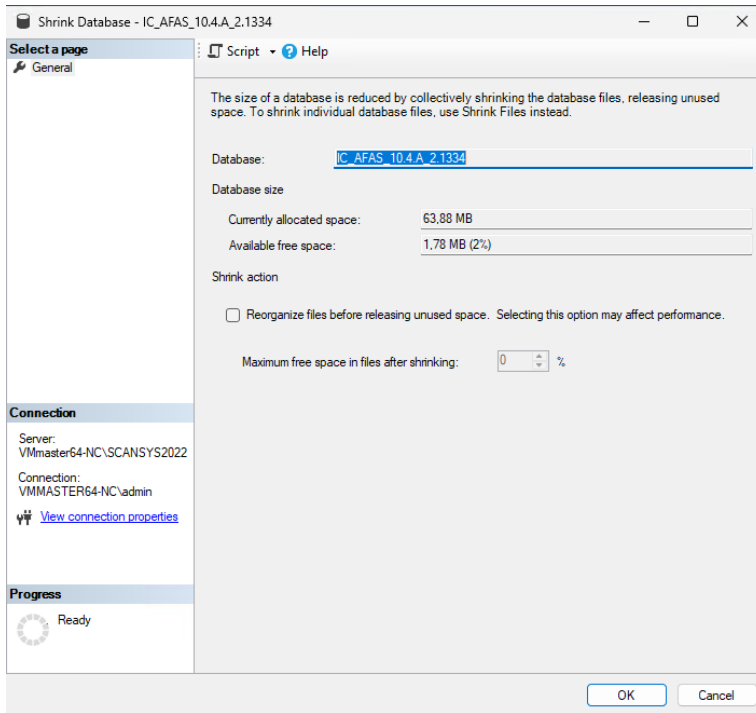 Shrink Database - IC_AFAS_10.4.A_2.1334
Select a page
General
Script
Help
The size of a database is reduced by collectively shrinking the database files, releasing unused
space. To shrink individual database files, use Shrink Files instead.
Database: IC_AFAS_10.4.A_2.1334
Database size
Currently allocated space: 63,88 MB
Available free space: 1,78 MB (2%)
Shrink action
Reorganize files before releasing unused space. Selecting this option may affect performance.
Maximum free space in files after shrinking: 0 %
Connection
Server:
VMmaster64-NC\SCANSYS2022
Connection:
VMMASTER64-NC\admin
View connection properties
Progress
Ready
OK
Cancel